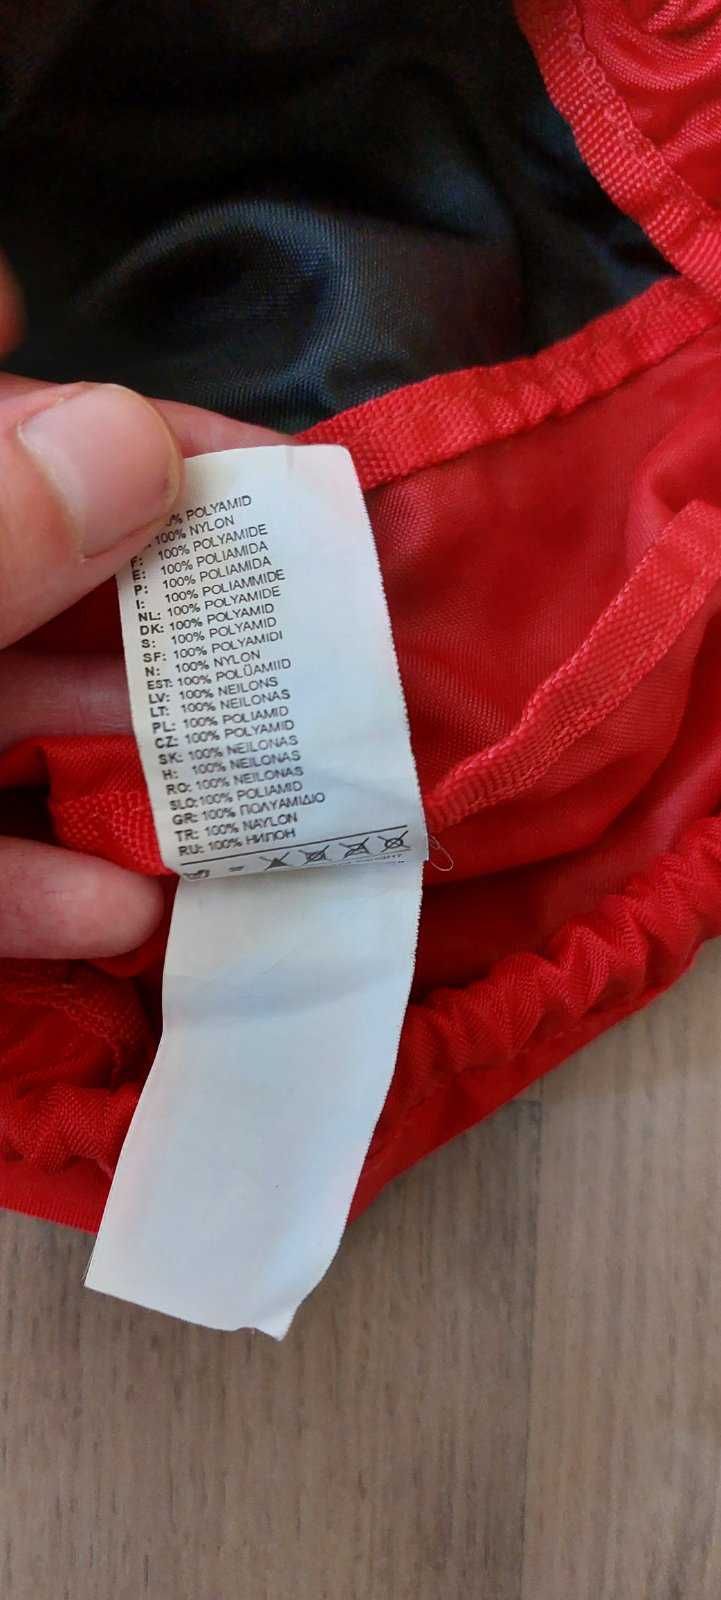 100% POLYAMID
100% NYLON
F: 100% POLYAMIDE
E: 100% POLIAMIDA
P: 100% POLIAMIDA
I: 100% POLIAMMIDE
NL: 100% POLYAMIDE
DK: 100% POLYAMID
S: 100% POLYAMID
SF: 100% POLYAMIDI
N: 100% NYLON
EST: 100% POLÜAMIID
LV: 100% NEILONS
LT: 100% NEILONAS
PL: 100% POLIAMID
CZ: 100% POLYAMID
SK: 100% NEILONAS
H: 100% NEILONAS
RO: 100% NEILONAS
SLO: 100% POLIAMID
GR: 100% ΠΟΛΥΑΜΙΔΙΟ
TR: 100% NAYLON
RU: 100% НИЛОН